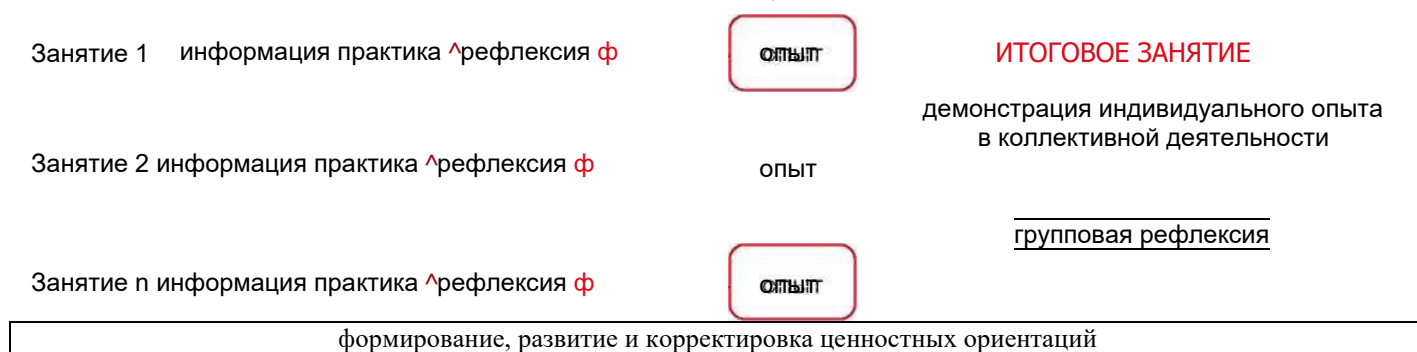 Занятие 1 информация практика ^рефлексия ф опыт ИТОГОВОЕ ЗАНЯТИЕ
демонстрация индивидуального опыта
в коллективной деятельности
Занятие 2 информация практика ^рефлексия ф опыт
групповая рефлексия
Занятие n информация практика ^рефлексия ф опыт
формирование, развитие и корректировка ценностных ориентаций